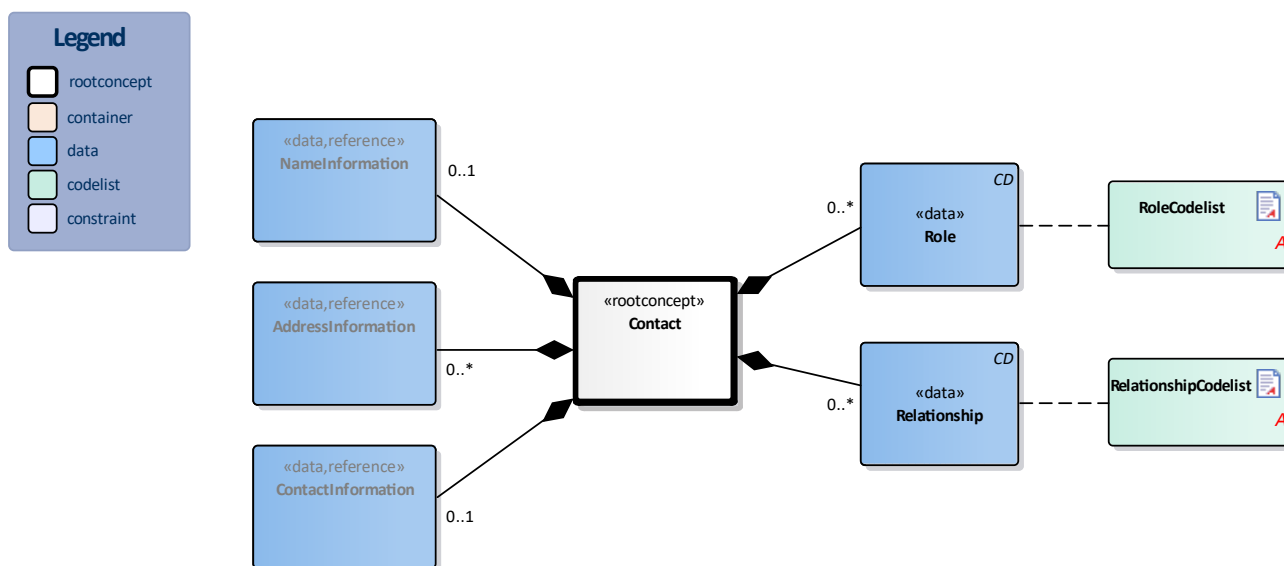 Legend
rootconcept
container
data
codelist
constraint
«data,reference»
NameInformation
0..1
«data,reference»
AddressInformation
0..*
«data,reference»
ContactInformation
0..1
«rootconcept»
Contact
0..*
CD
«data»
Role
RoleCodelist
A
0..*
CD
«data»
Relationship
RelationshipCodelist
A